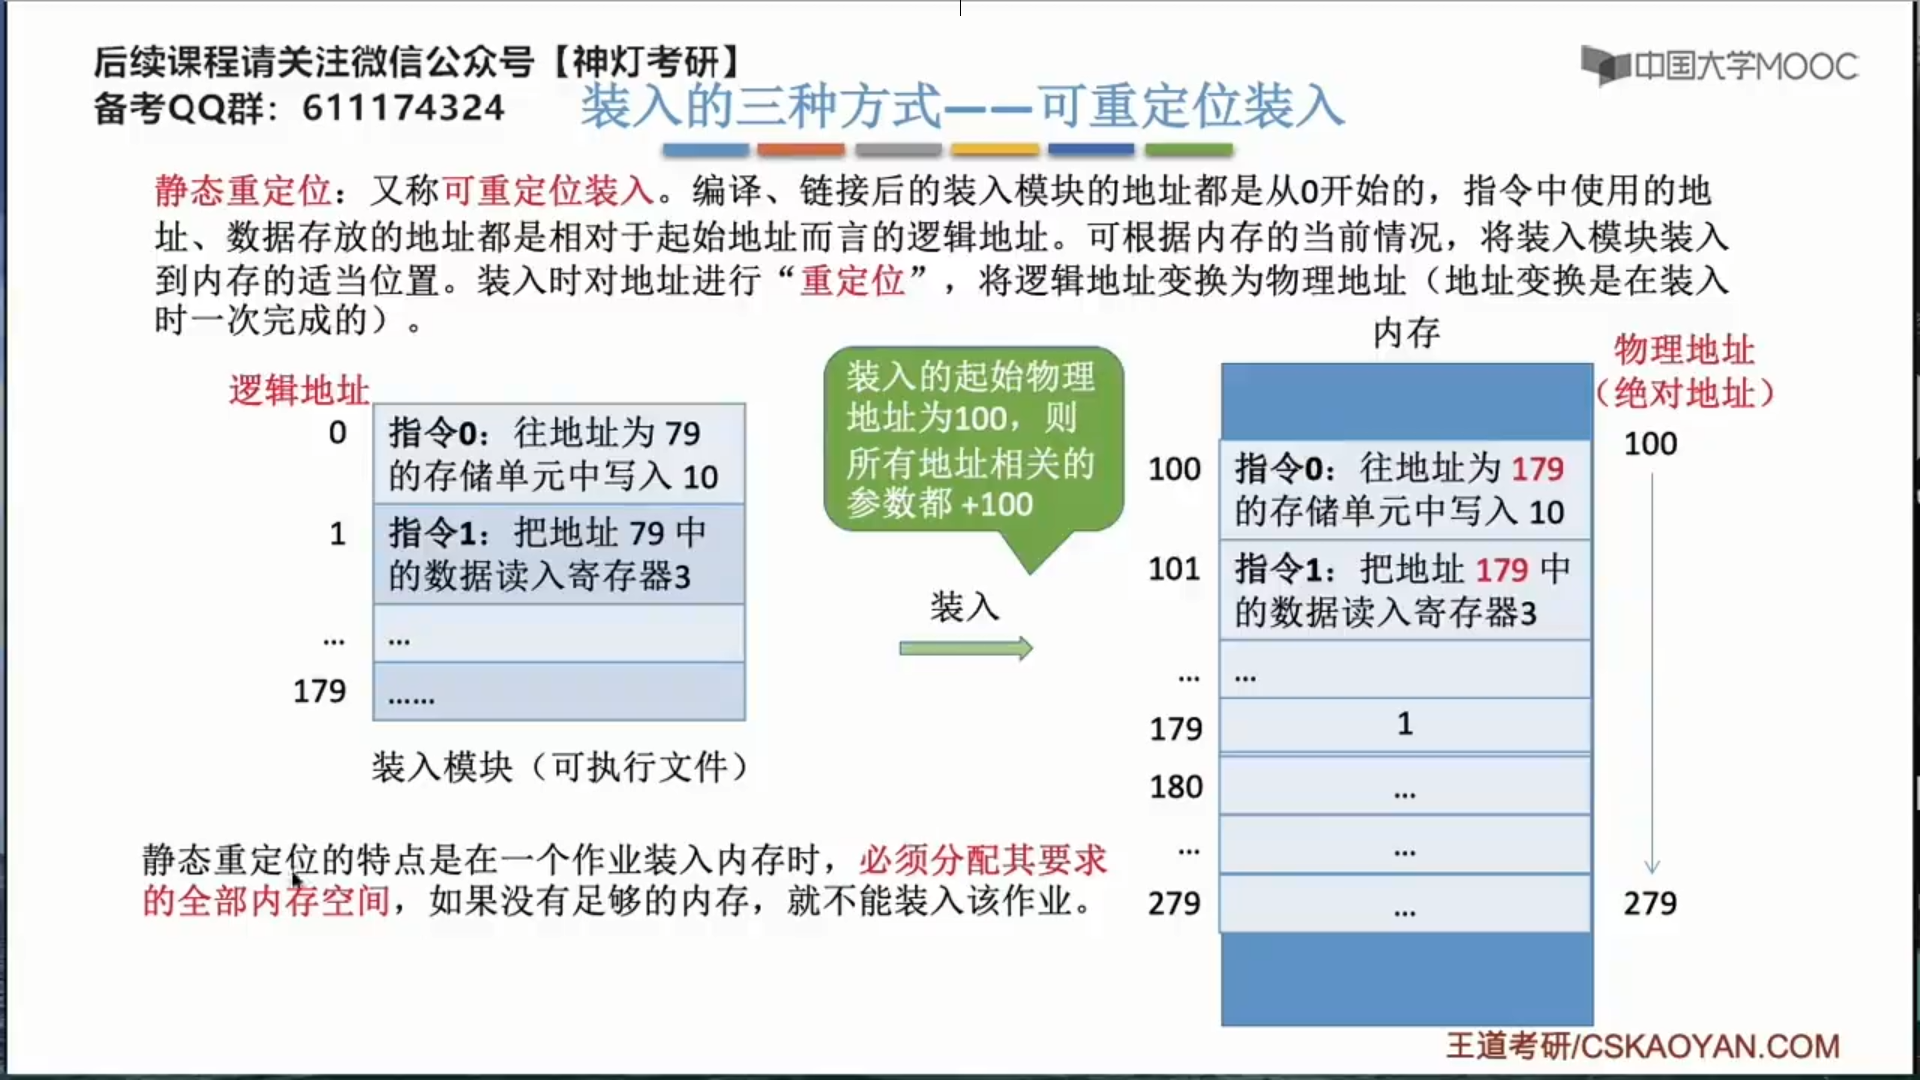 后续课程请关注微信公众号【神灯考研】
备考QQ群：611174324
中国大学MOOC
装入的三种方式——可重定位装入
静态重定位：又称可重定位装入。编译、链接后的装入模块的地址都是从0开始的，指令中使用的地
址、数据存放的地址都是相对于起始地址而言的逻辑地址。可根据内存的当前情况，将装入模块装入
到内存的适当位置。装入时对地址进行“重定位”，将逻辑地址变换为物理地址（地址变换是在装入
时一次完成的）。
逻辑地址
0
指令0：往地址为 79
的存储单元中写入 10
1
指令1：把地址 79 中
的数据读入寄存器3
...
...
179
......
装入模块（可执行文件）
装入的起始物理
地址为100，则
所有地址相关的
参数都 +100
装入
内存
物理地址
（绝对地址）
100
指令0：往地址为 179
的存储单元中写入 10
101
指令1：把地址 179 中
的数据读入寄存器3
...
...
179
1
180
...
...
...
279
...
100
279
静态重定位的特点是在一个作业装入内存时，必须分配其要求
的全部内存空间，如果没有足够的内存，就不能装入该作业。
王道考研/CSKAOYAN.COM